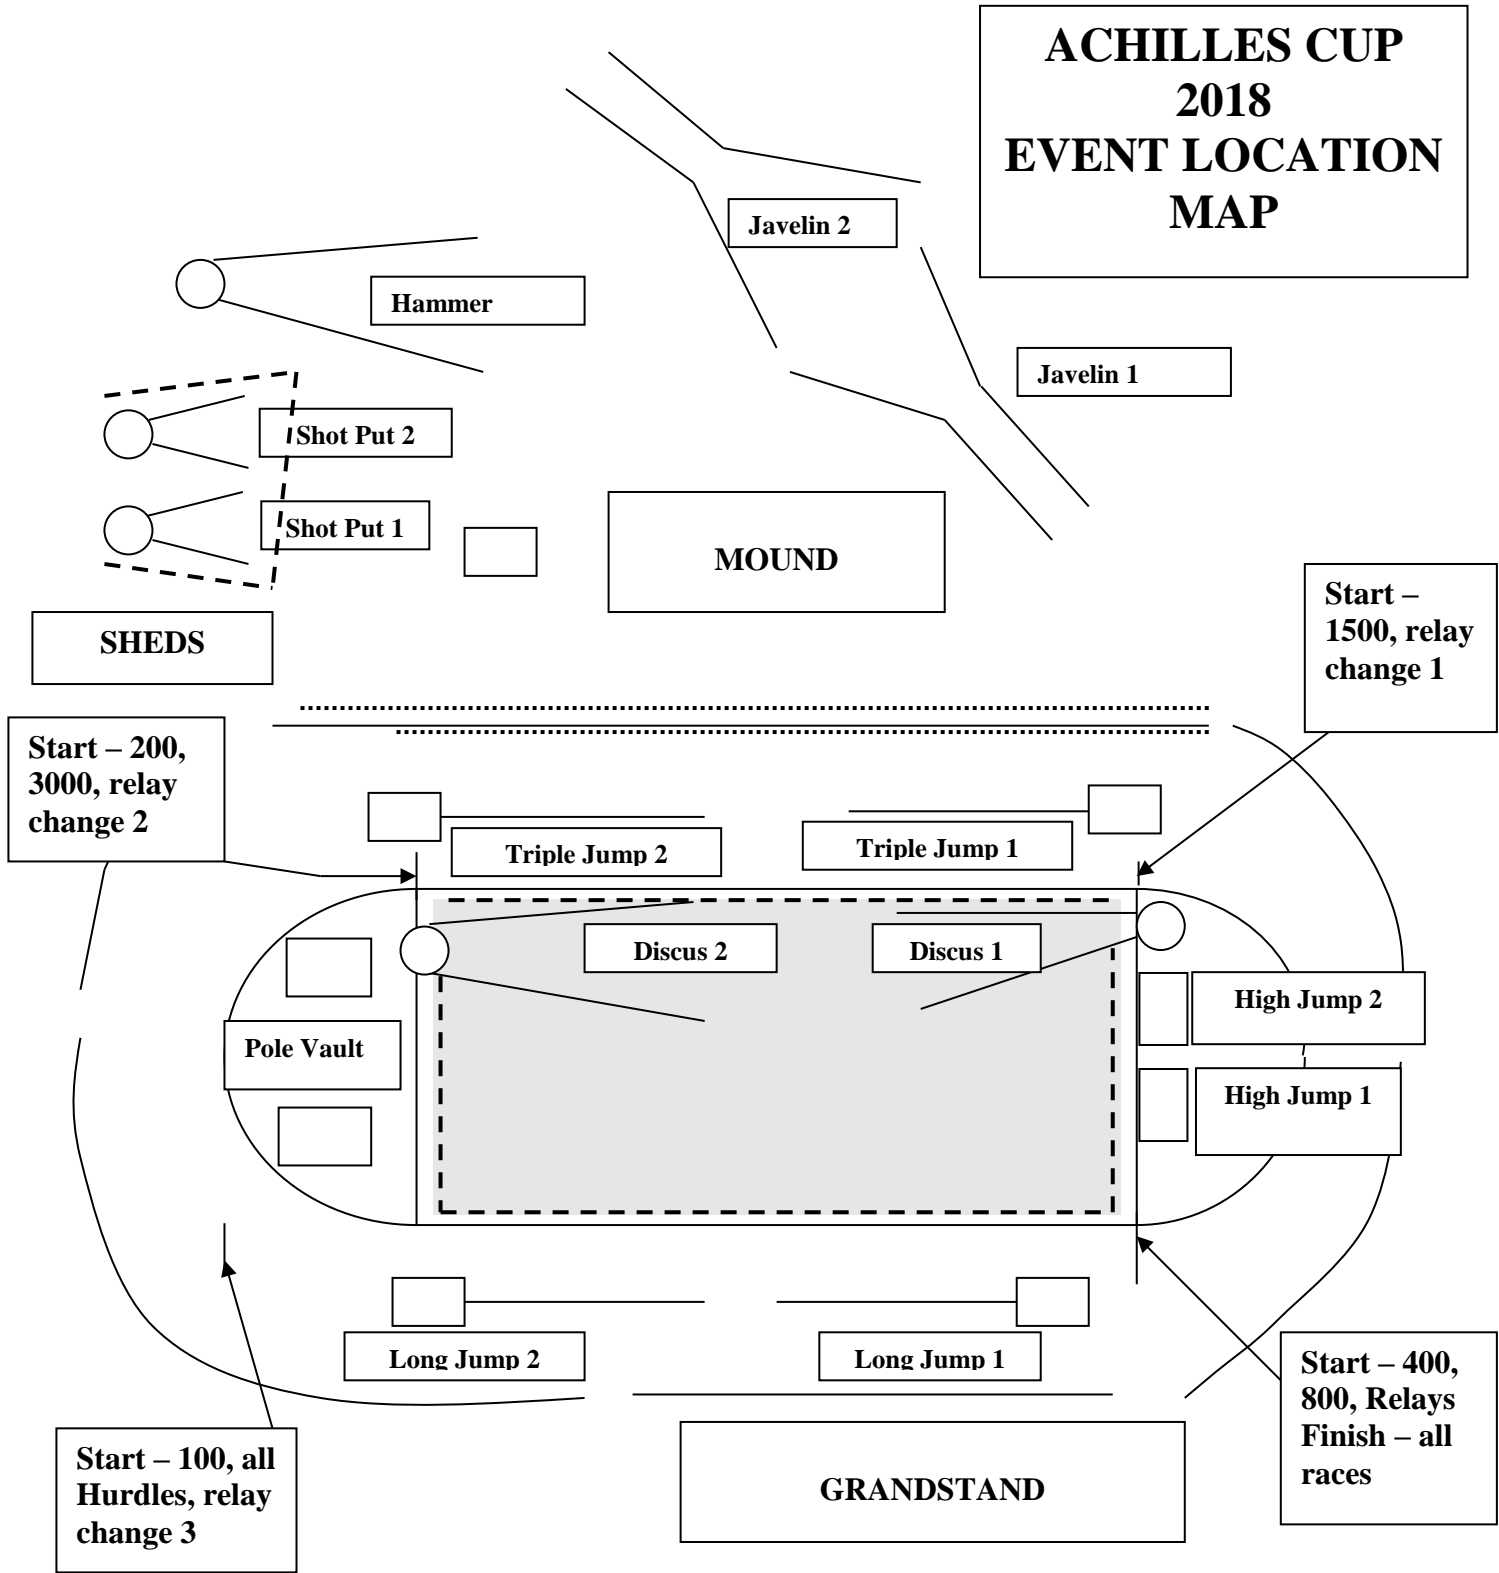 ACHILLES CUP
2018
EVENT LOCATION
MAP
Javelin 2
Hammer
Javelin 1
Shot Put 2
Shot Put 1
MOUND
Start –
1500, relay
change 1
SHEDS
Start – 200,
3000, relay
change 2
Triple Jump 2
Triple Jump 1
Discus 2
Discus 1
High Jump 2
Pole Vault
High Jump 1
Long Jump 2
Long Jump 1
Start – 400,
800, Relays
Finish – all
races
Start – 100, all
Hurdles, relay
change 3
GRANDSTAND